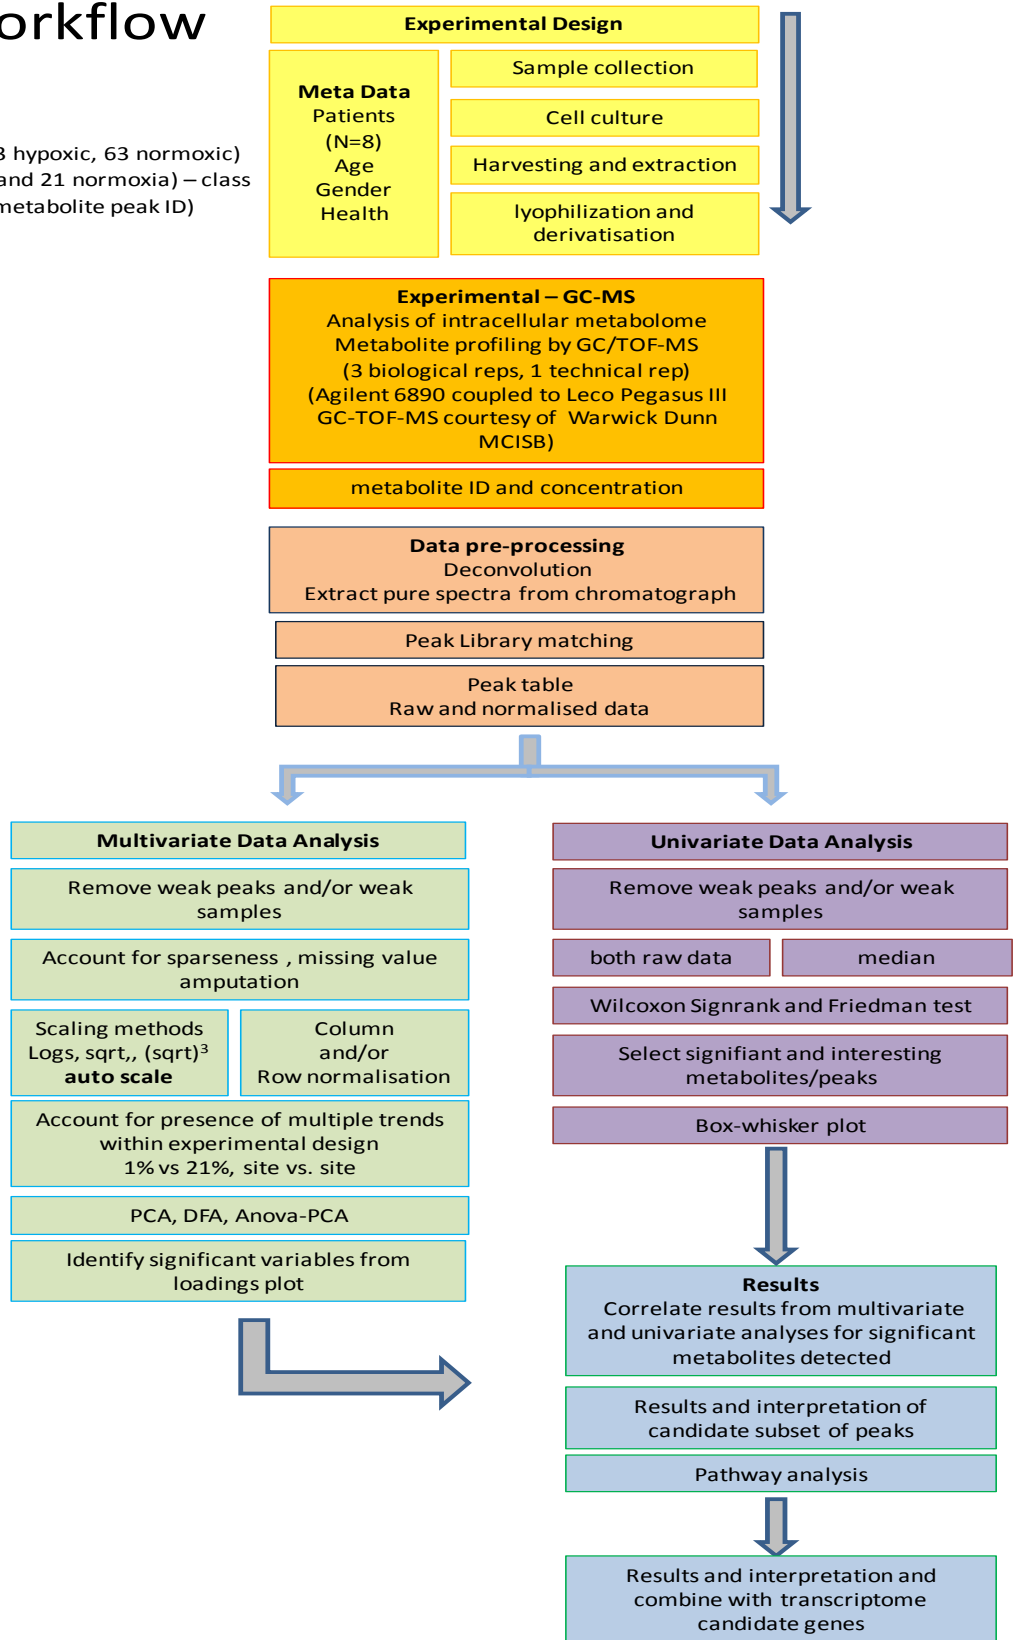 orkflow
3 hypoxic, 63 normoxic)
and 21 normoxia) – class
metabolite peak ID)
Experimental Design
Meta Data
Patients
(N=8)
Age
Gender
Health
Sample collection
Cell culture
Harvesting and extraction
lyophilization and
derivatisation
Experimental – GC-MS
Analysis of intracellular metabolome
Metabolite profiling by GC/TOF-MS
(3 biological reps, 1 technical rep)
(Agilent 6890 coupled to Leco Pegasus III
GC-TOF-MS courtesy of Warwick Dunn
MCISB)
metabolite ID and concentration
Data pre-processing
Deconvolution
Extract pure spectra from chromatograph
Peak Library matching
Peak table
Raw and normalised data
Multivariate Data Analysis
Remove weak peaks and/or weak
samples
Account for sparseness , missing value
amputation
Scaling methods
Logs, sqrt,, (sqrt)³
auto scale
Column
and/or
Row normalisation
Account for presence of multiple trends
within experimental design
1% vs 21%, site vs. site
PCA, DFA, Anova-PCA
Identify significant variables from
loadings plot
Univariate Data Analysis
Remove weak peaks and/or weak
samples
both raw data
median
Wilcoxon Signrank and Friedman test
Select signifiant and interesting
metabolites/peaks
Box-whisker plot
Results
Correlate results from multivariate
and univariate analyses for significant
metabolites detected
Results and interpretation of
candidate subset of peaks
Pathway analysis
Results and interpretation and
combine with transcriptome
candidate genes